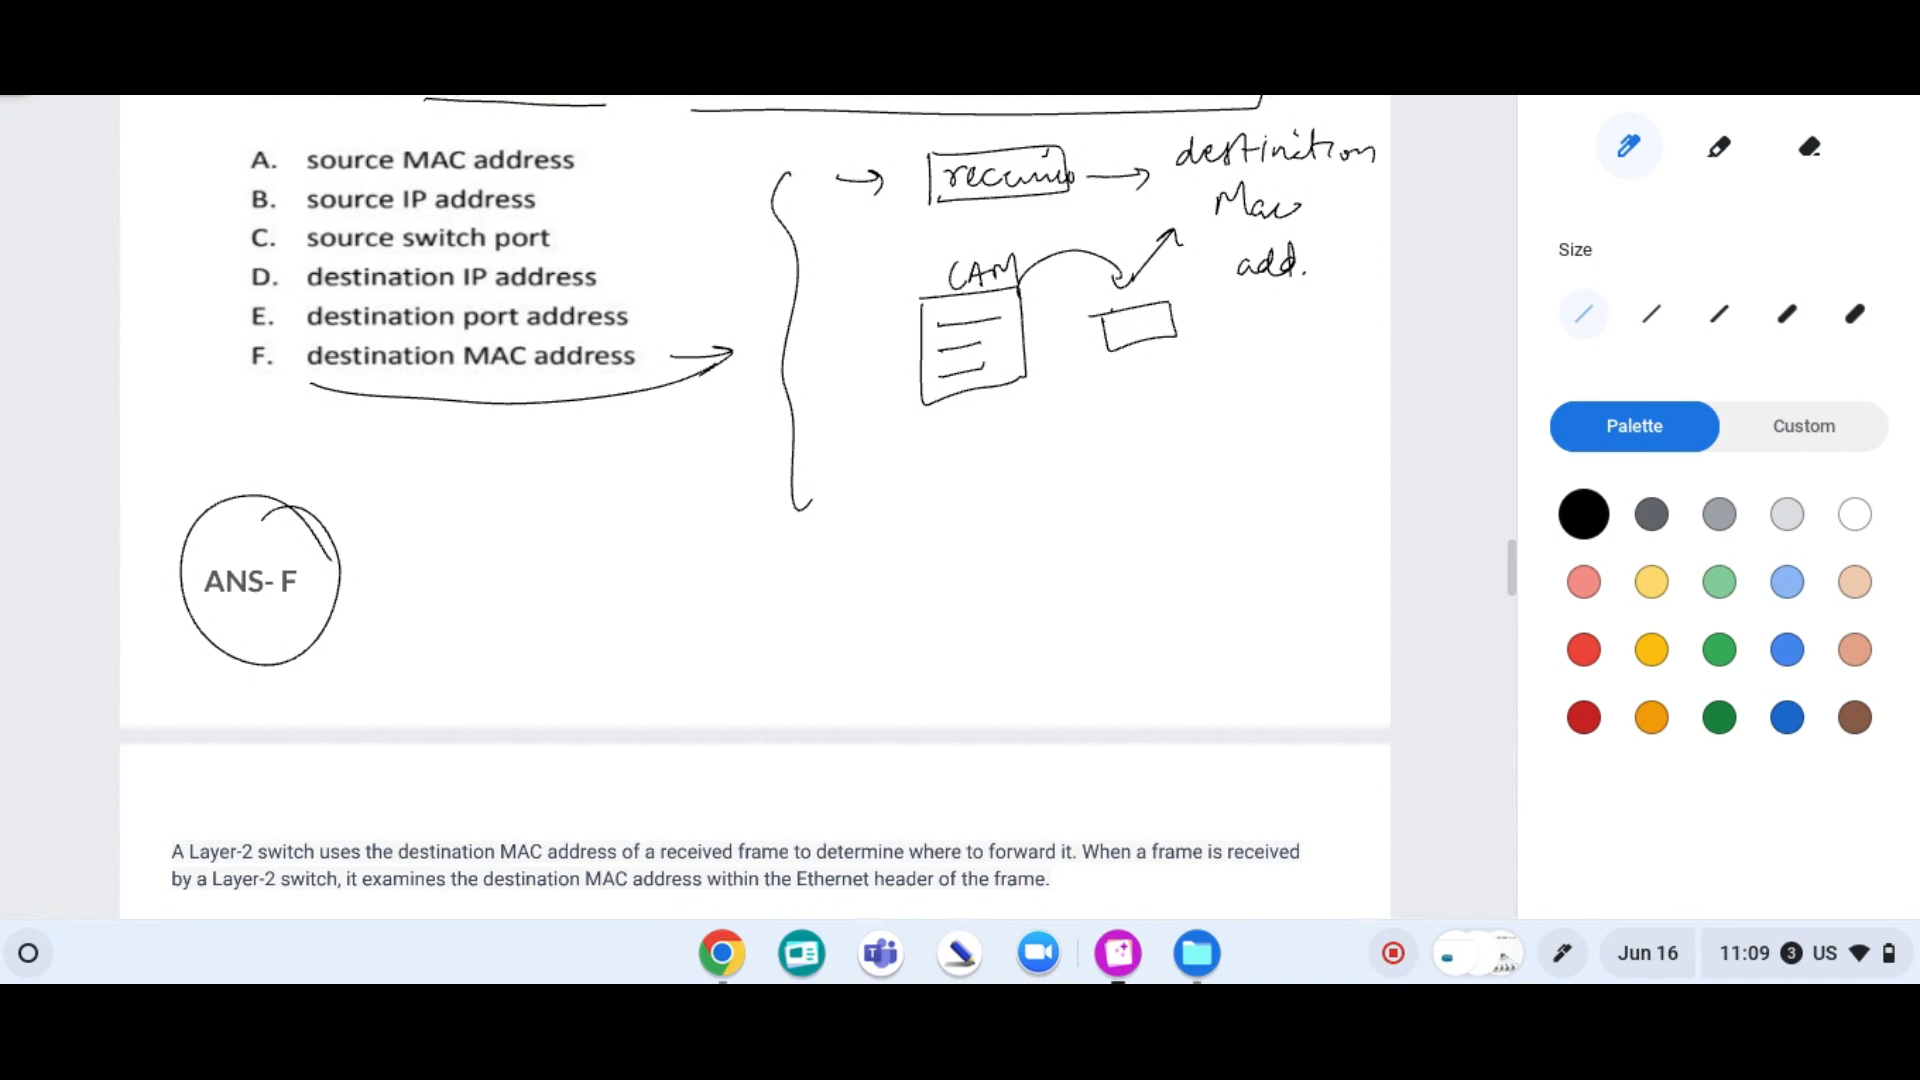 A. source MAC address
B. source IP address
C. source switch port
D. destination IP address
E. destination port address
F. destination MAC address
destinition
Mac
add.
CAM
ANS- F
A Layer-2 switch uses the destination MAC address of a received frame to determine where to forward it. When a frame is received
by a Layer-2 switch, it examines the destination MAC address within the Ethernet header of the frame.
Size
Palette Custom
Jun 16 11:09 3 US